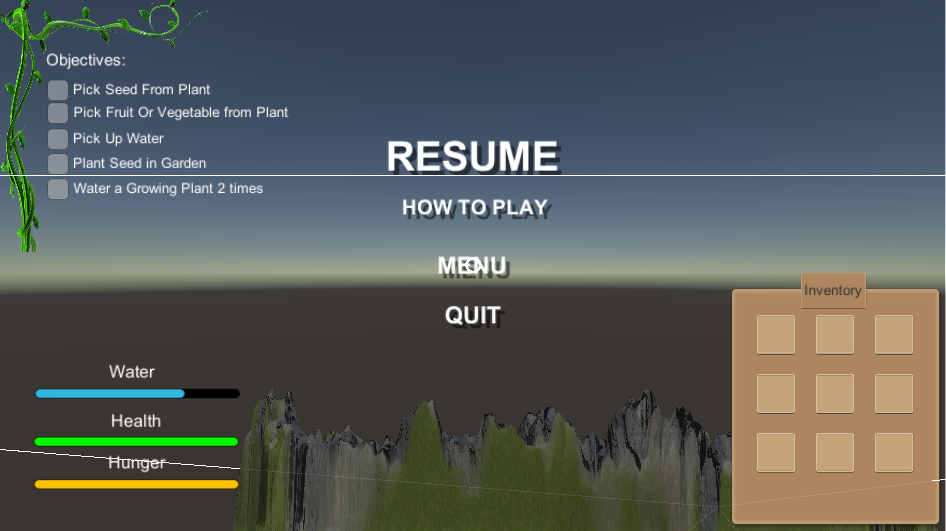 Objectives:
Pick Seed From Plant
Pick Fruit Or Vegetable from Plant
Pick Up Water
Plant Seed in Garden
Water a Growing Plant 2 times
RESUME
HOW TO PLAY
MENU
QUIT
Inventory
Water
Health
Hunger